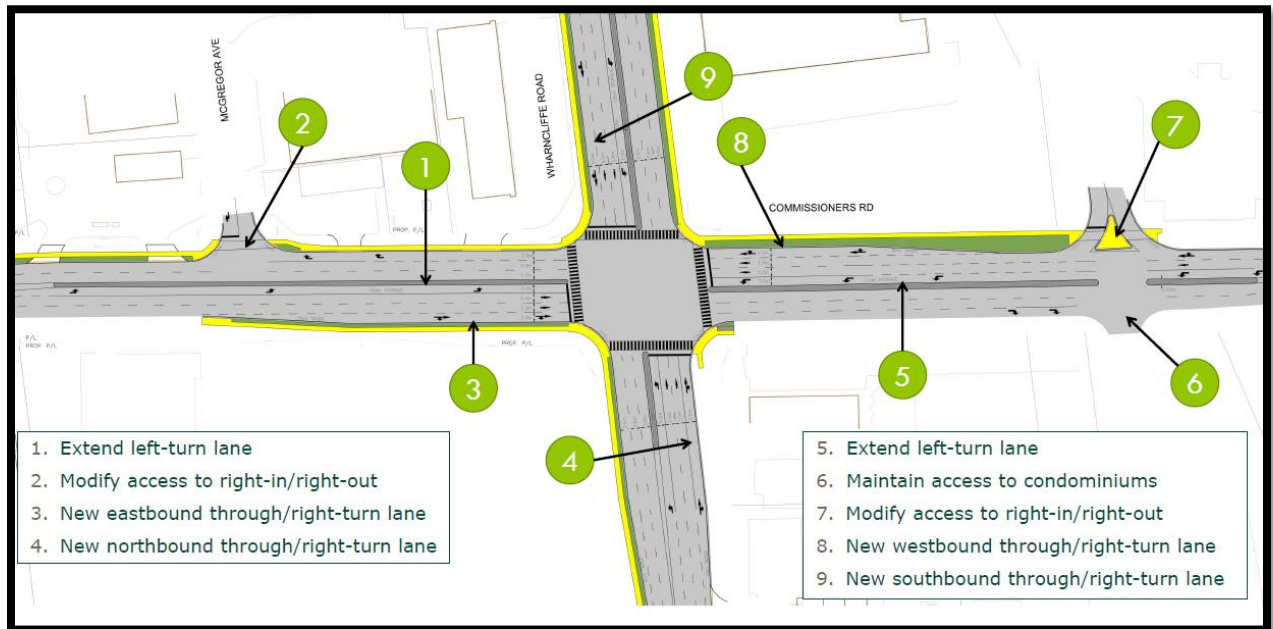 MCGREGOR AVE
WHARNCLIFFE ROAD
COMMISSIONERS RD
1
2
3
4
5
6
7
8
9
P/L
PROP. P/L
P/L
PROP. P/L
PROP. P/L
1. Extend left-turn lane
2. Modify access to right-in/right-out
3. New eastbound through/right-turn lane
4. New northbound through/right-turn lane
5. Extend left-turn lane
6. Maintain access to condominiums
7. Modify access to right-in/right-out
8. New westbound through/right-turn lane
9. New southbound through/right-turn lane